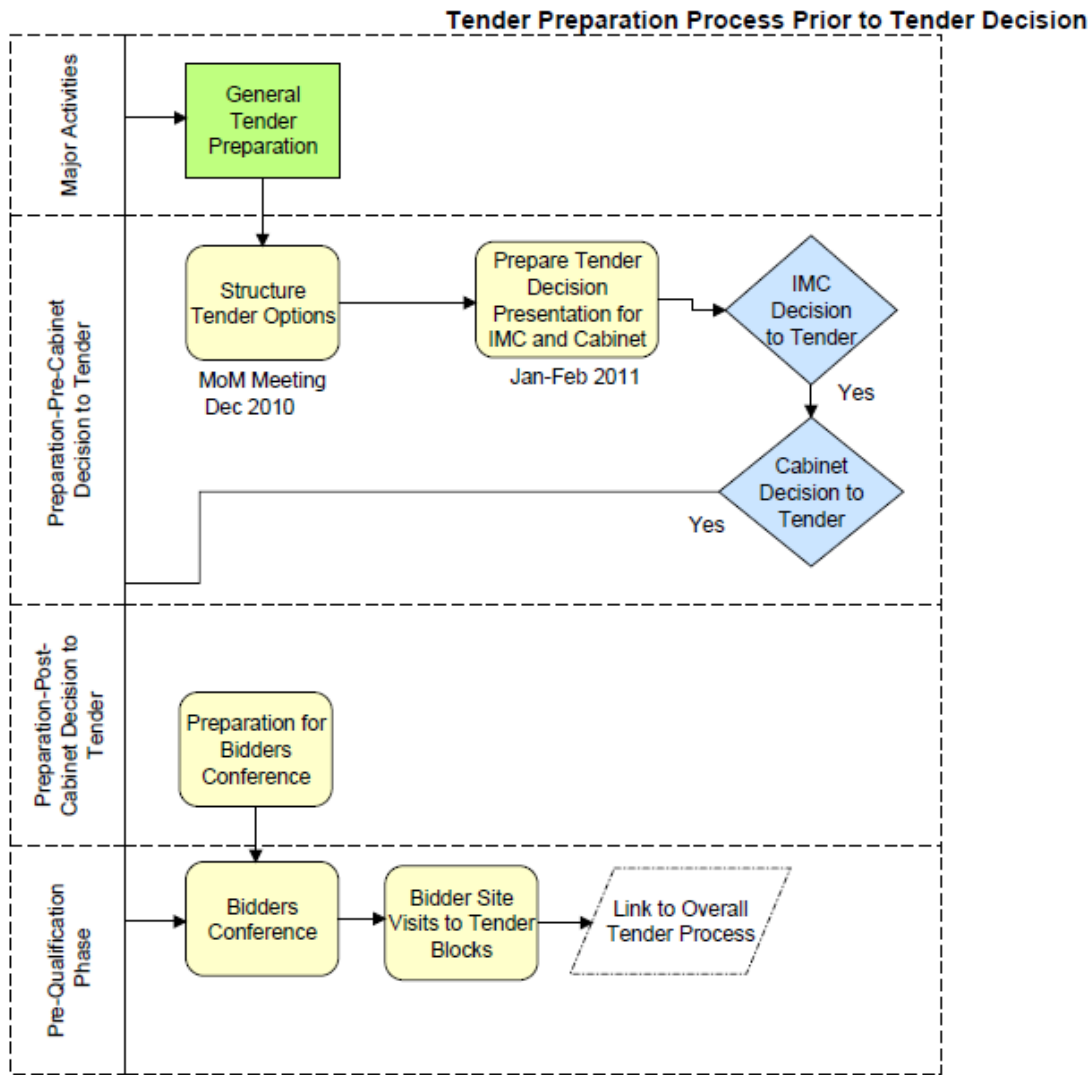 Tender Preparation Process Prior to Tender Decision
Major Activities
General
Tender
Preparation
Preparation-Pre-Cabinet
Decision to Tender
Structure
Tender Options
MoM Meeting
Dec 2010
Prepare Tender
Decision
Presentation for
IMC and Cabinet
Jan-Feb 2011
IMC
Decision
to Tender
Yes
Cabinet
Decision to
Tender
Yes
Preparation-Post-
Cabinet Decision to
Tender
Preparation for
Bidders
Conference
Pre-Qualification
Phase
Bidders
Conference
Bidder Site
Visits to Tender
Blocks
Link to Overall
Tender Process